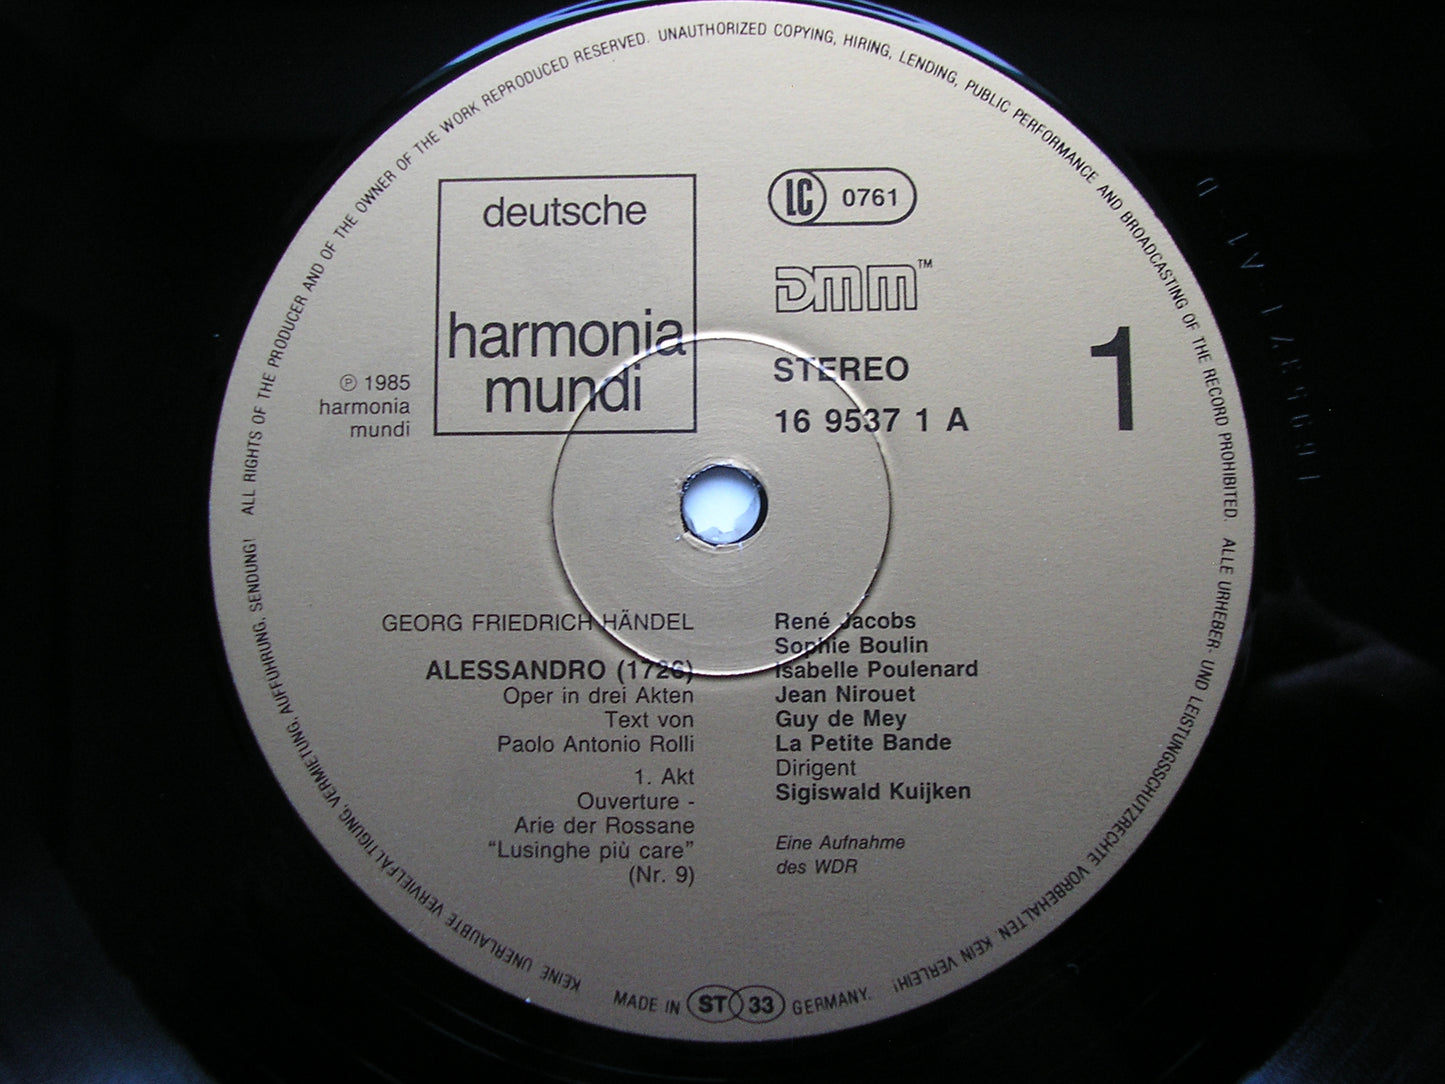 ALL RIGHTS OF THE PRODUCER AND OF THE OWNER OF THE WORK REPRODUCED RESERVED. UNAUTHORIZED COPYING, HIRING, LENDING, PUBLIC PERFORMANCE AND BROADCASTING OF THE RECORD PROHIBITED.
ALLE URHEBER- UND LEISTUNGSSCHUTZRECHTE VORBEHALTEN. KEIN VERLEIH!
KEINE UNERLAUBTE VERVIELFÄLTIGUNG, VERMIETUNG, AUFFÜHRUNG, SENDUNG!
deutsche
harmonia
mundi
℗ 1985
harmonia
mundi
LC 0761
DMM™
STEREO
16 9537 1 A
1
GEORG FRIEDRICH HÄNDEL
ALESSANDRO (1726)
Oper in drei Akten
Text von
Paolo Antonio Rolli
1. Akt
Ouverture -
Arie der Rossane
“Lusinghe più care”
(Nr. 9)
René Jacobs
Sophie Boulin
Isabelle Poulenard
Jean Nirouet
Guy de Mey
La Petite Bande
Dirigent
Sigiswald Kuijken
Eine Aufnahme
des WDR
MADE IN ST 33 GERMANY.